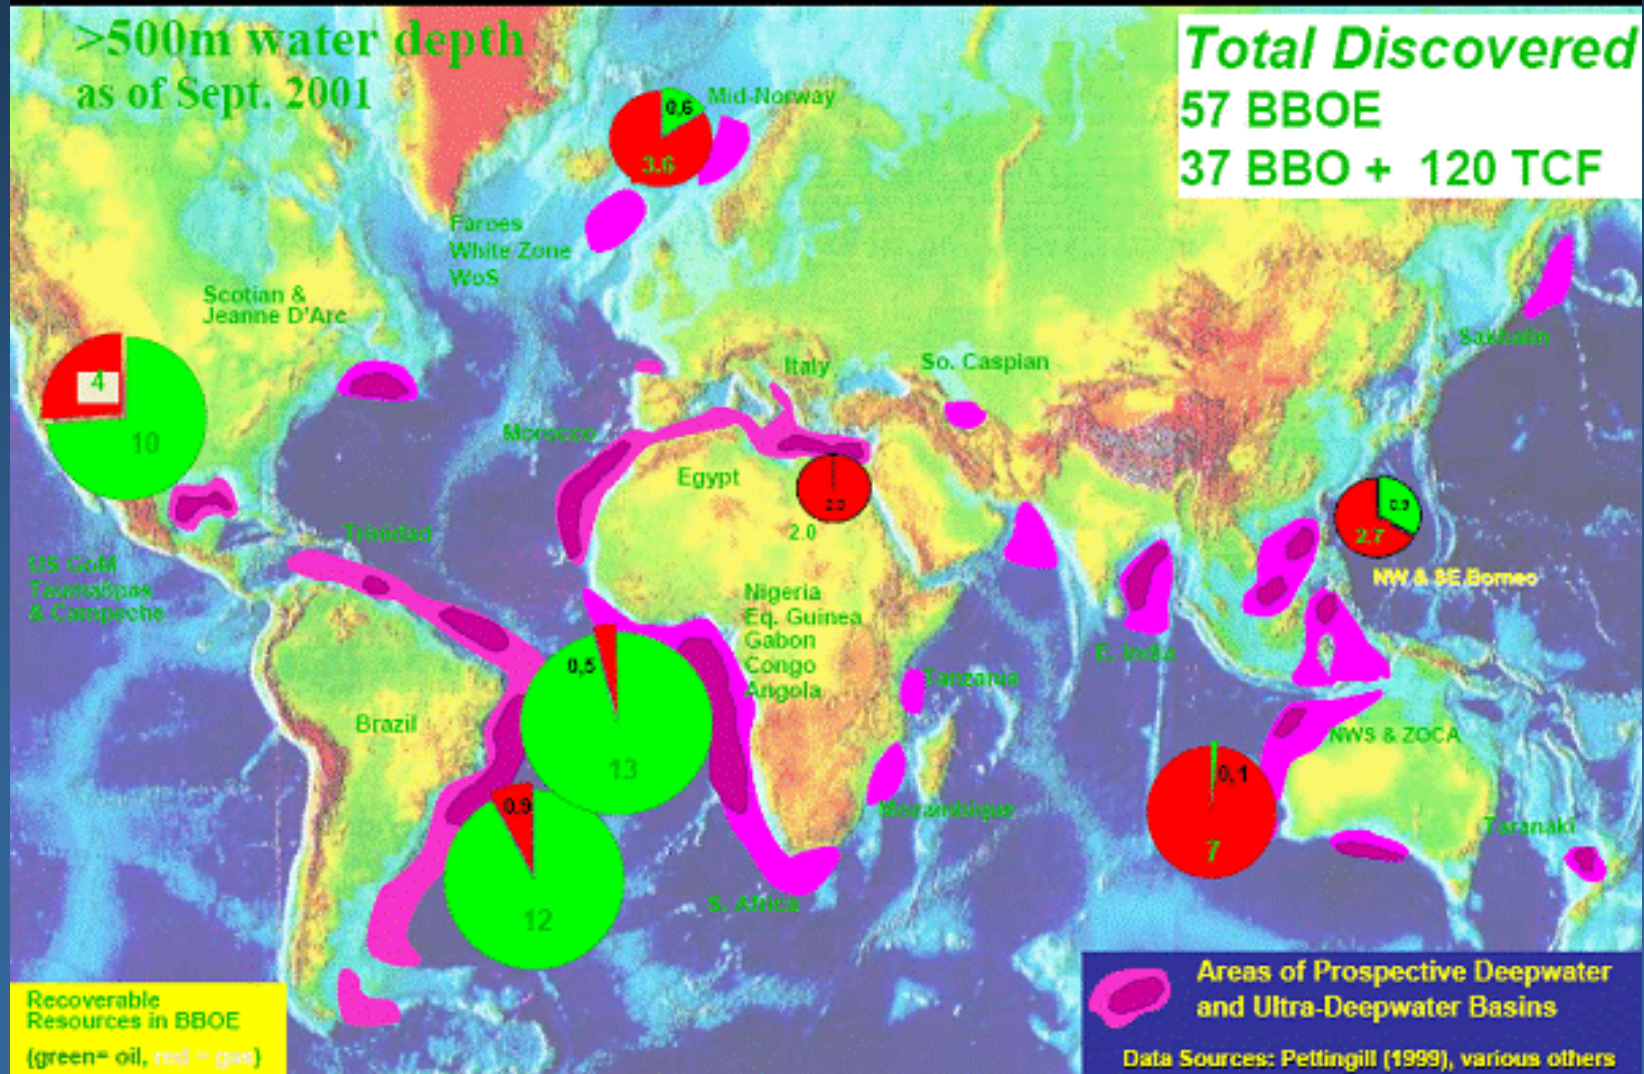 >500m water depth
as of Sept. 2001
Total Discovered
57 BBOE
37 BBO + 120 TCF
Mid-Norway
0,6
3.6
Faroes
White Zone
WoS
Scotian &
Jeanne D'Arc
Sakhalin
4
10
Italy
So. Caspian
Morocco
Egypt
2.0
Trinidad
US GoM
Taumalipas
& Campeche
0.9
2.7
NW & SE Borneo
Nigeria
Eq. Guinea
Gabon
Congo
Angola
E. India
Tanzania
0,5
13
Brazil
NWS & ZOCA
0,1
7
Mozambique
Taranaki
0.9
12
S. Africa
Recoverable
Resources in BBOE
(green= oil, red = gas)
Areas of Prospective Deepwater
and Ultra-Deepwater Basins
Data Sources: Pettingill (1999), various others